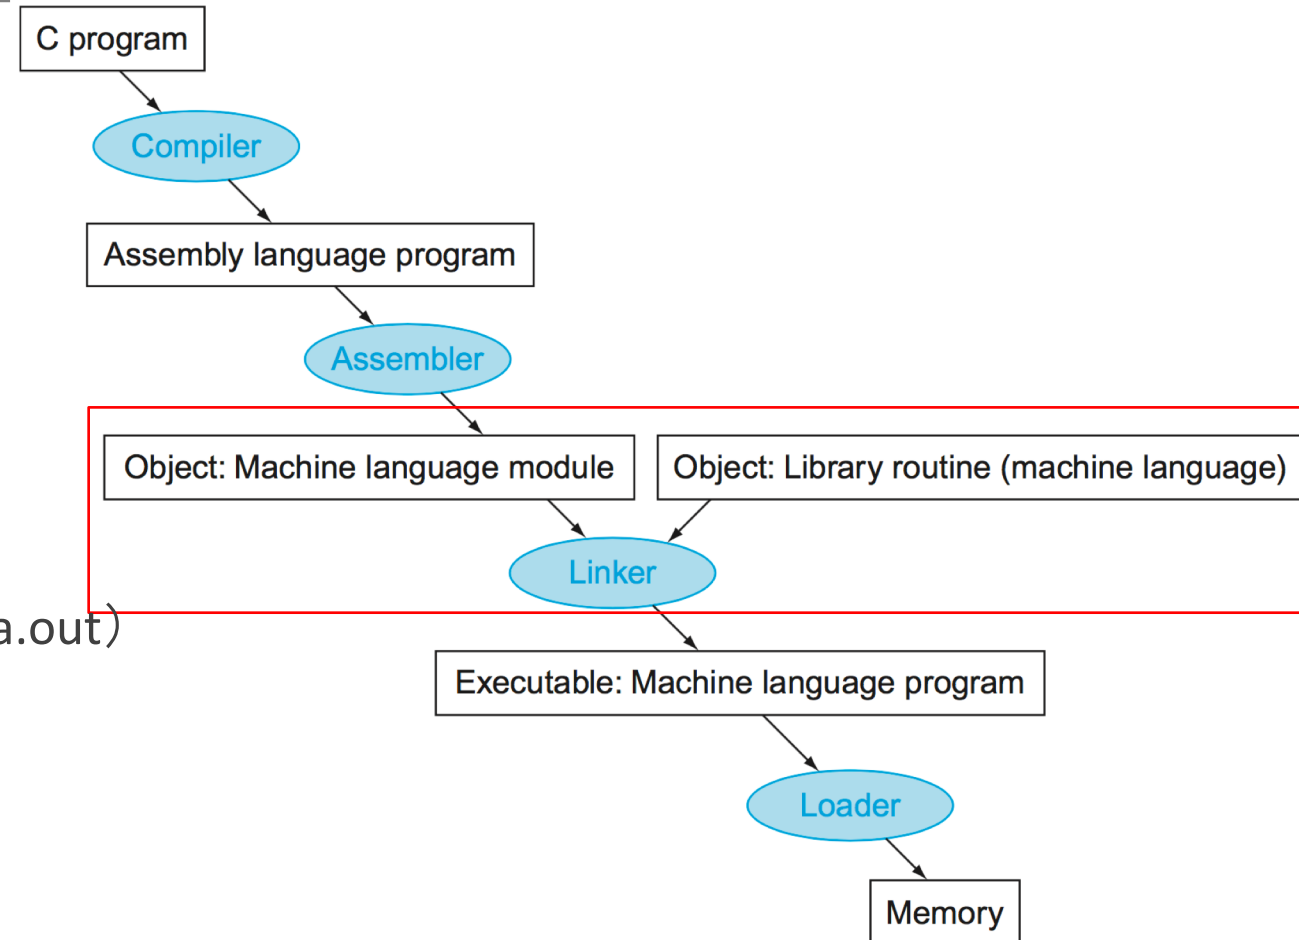 C program
Compiler
Assembly language program
Assembler
Object: Machine language module
Object: Library routine (machine language)
Linker
a.out）
Executable: Machine language program
Loader
Memory